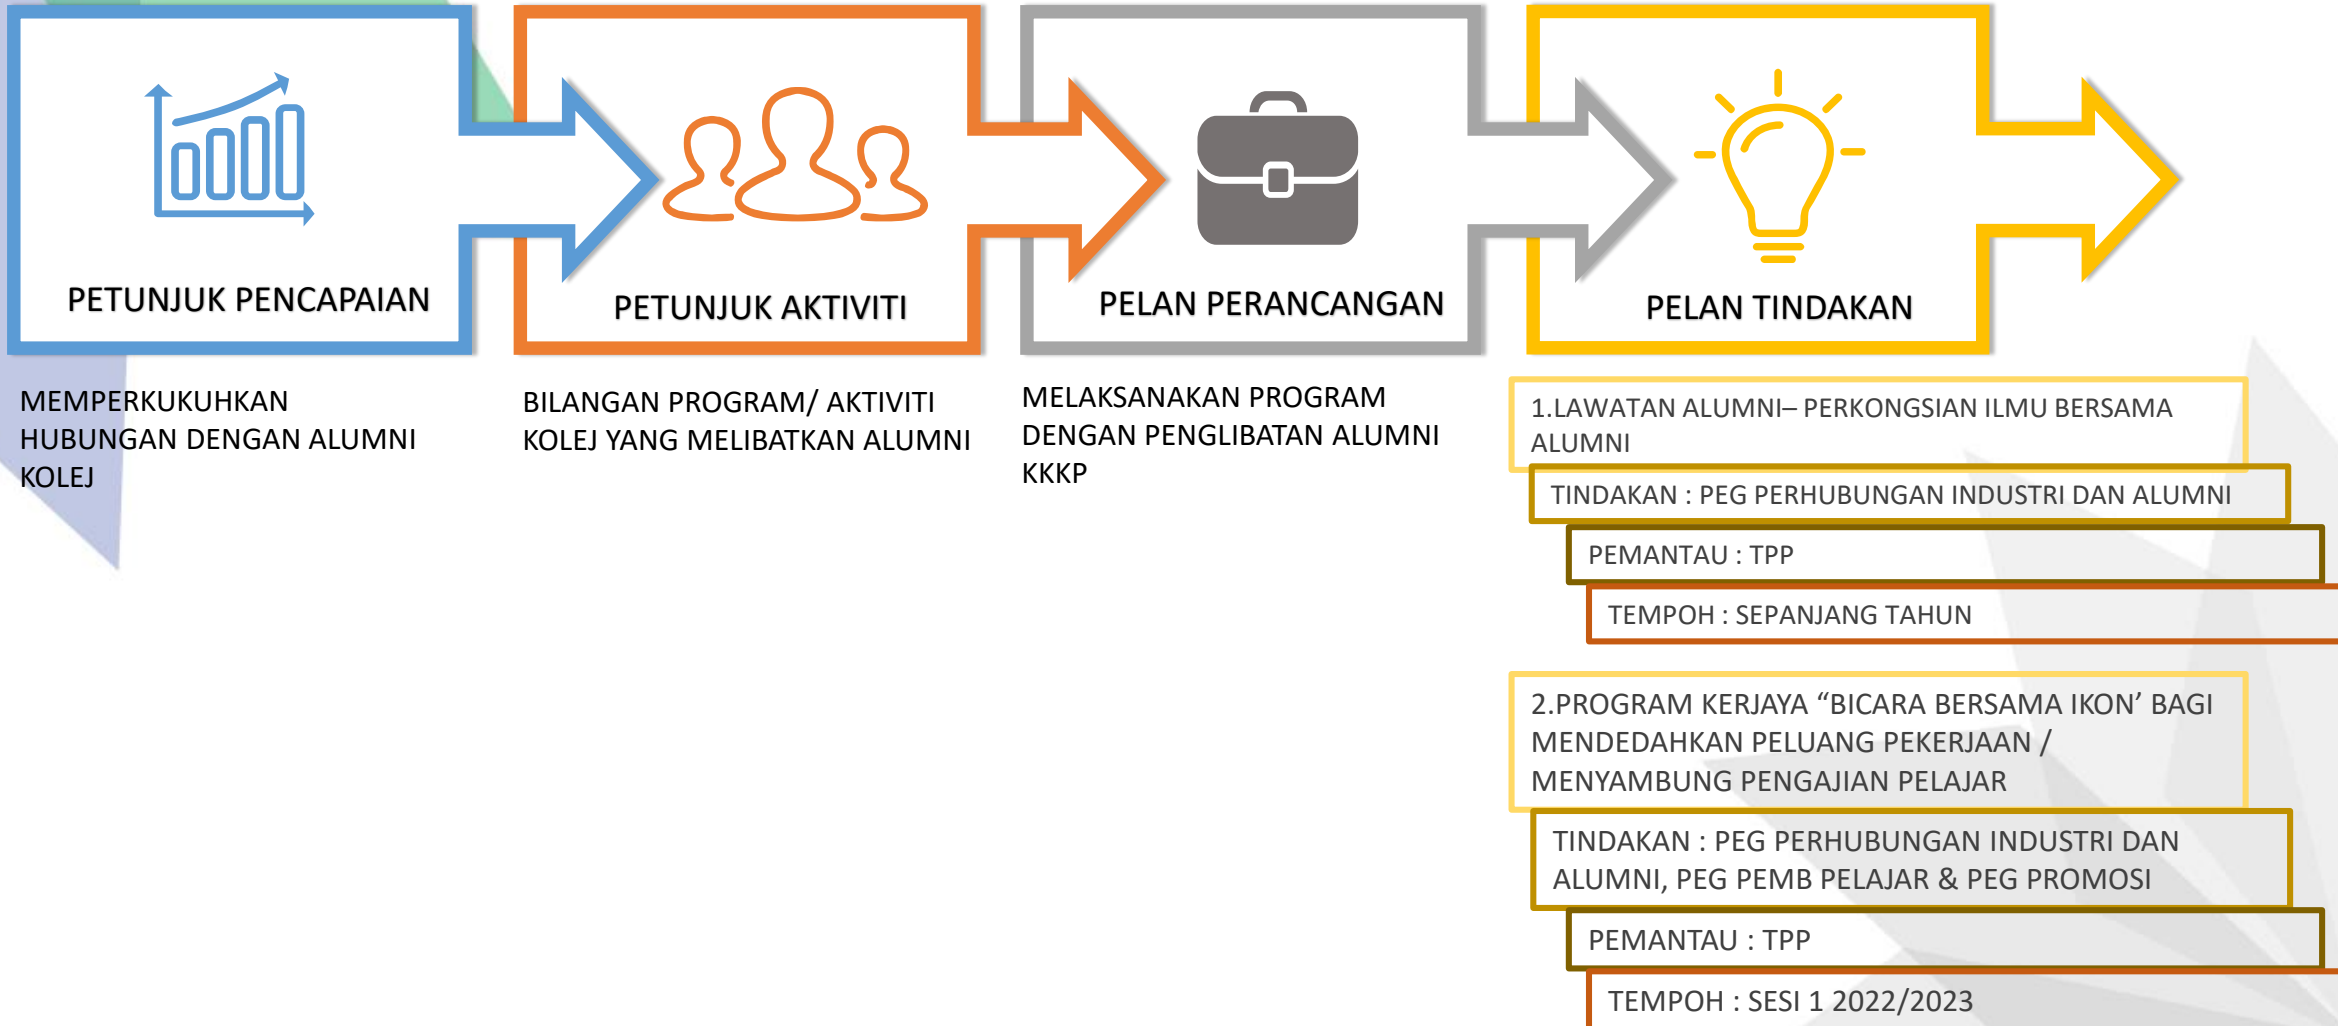 PETUNJUK PENCAPAIAN
MEMPERKUKUHKAN
HUBUNGAN DENGAN ALUMNI
KOLEJ
PETUNJUK AKTIVITI
BILANGAN PROGRAM/ AKTIVITI
KOLEJ YANG MELIBATKAN ALUMNI
PELAN PERANCANGAN
MELAKSANAKAN PROGRAM
DENGAN PENGLIBATAN ALUMNI
KKKP
PELAN TINDAKAN
1.LAWATAN ALUMNI– PERKONGSIAN ILMU BERSAMA
ALUMNI
TINDAKAN : PEG PERHUBUNGAN INDUSTRI DAN ALUMNI
PEMANTAU : TPP
TEMPOH : SEPANJANG TAHUN
2.PROGRAM KERJAYA “BICARA BERSAMA IKON’ BAGI
MENDEDAHKAN PELUANG PEKERJAAN /
MENYAMBUNG PENGAJIAN PELAJAR
TINDAKAN : PEG PERHUBUNGAN INDUSTRI DAN
ALUMNI, PEG PEMB PELAJAR & PEG PROMOSI
PEMANTAU : TPP
TEMPOH : SESI 1 2022/2023